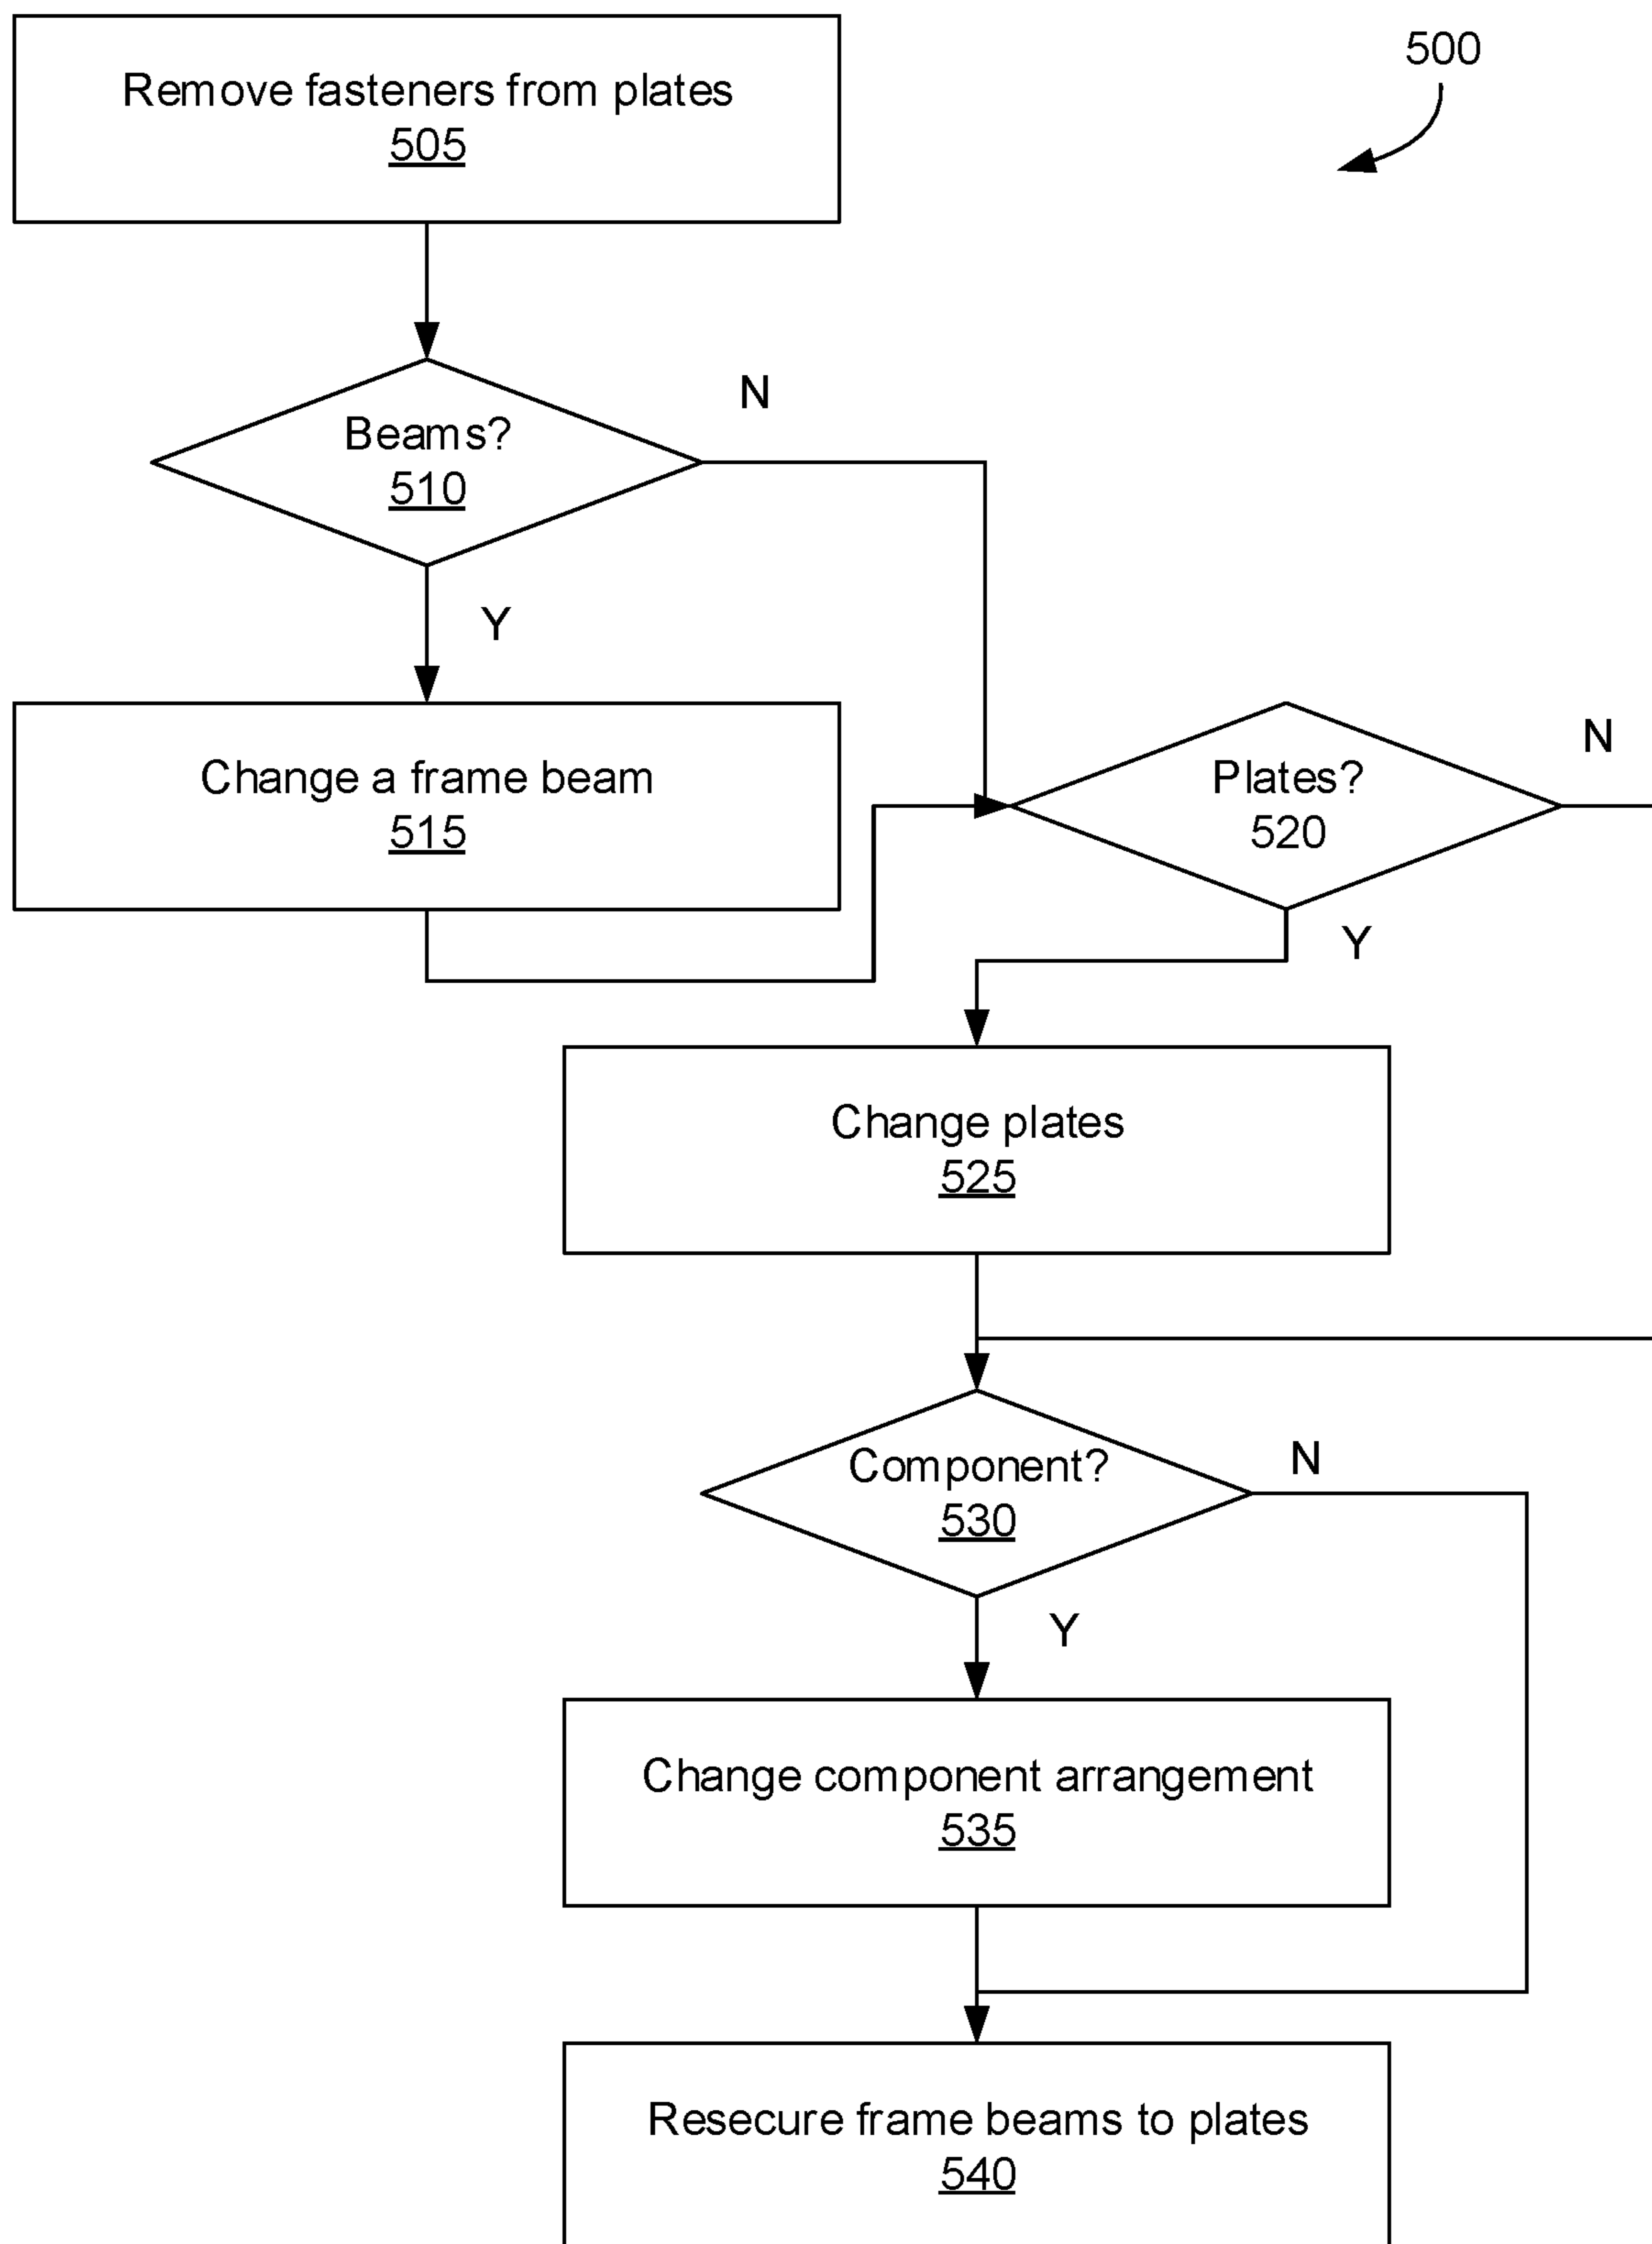 Remove fasteners from plates
505
500
Beams?
510
N
Y
Change a frame beam
515
Plates?
520
N
Y
Change plates
525
Component?
530
N
Y
Change component arrangement
535
Resecure frame beams to plates
540